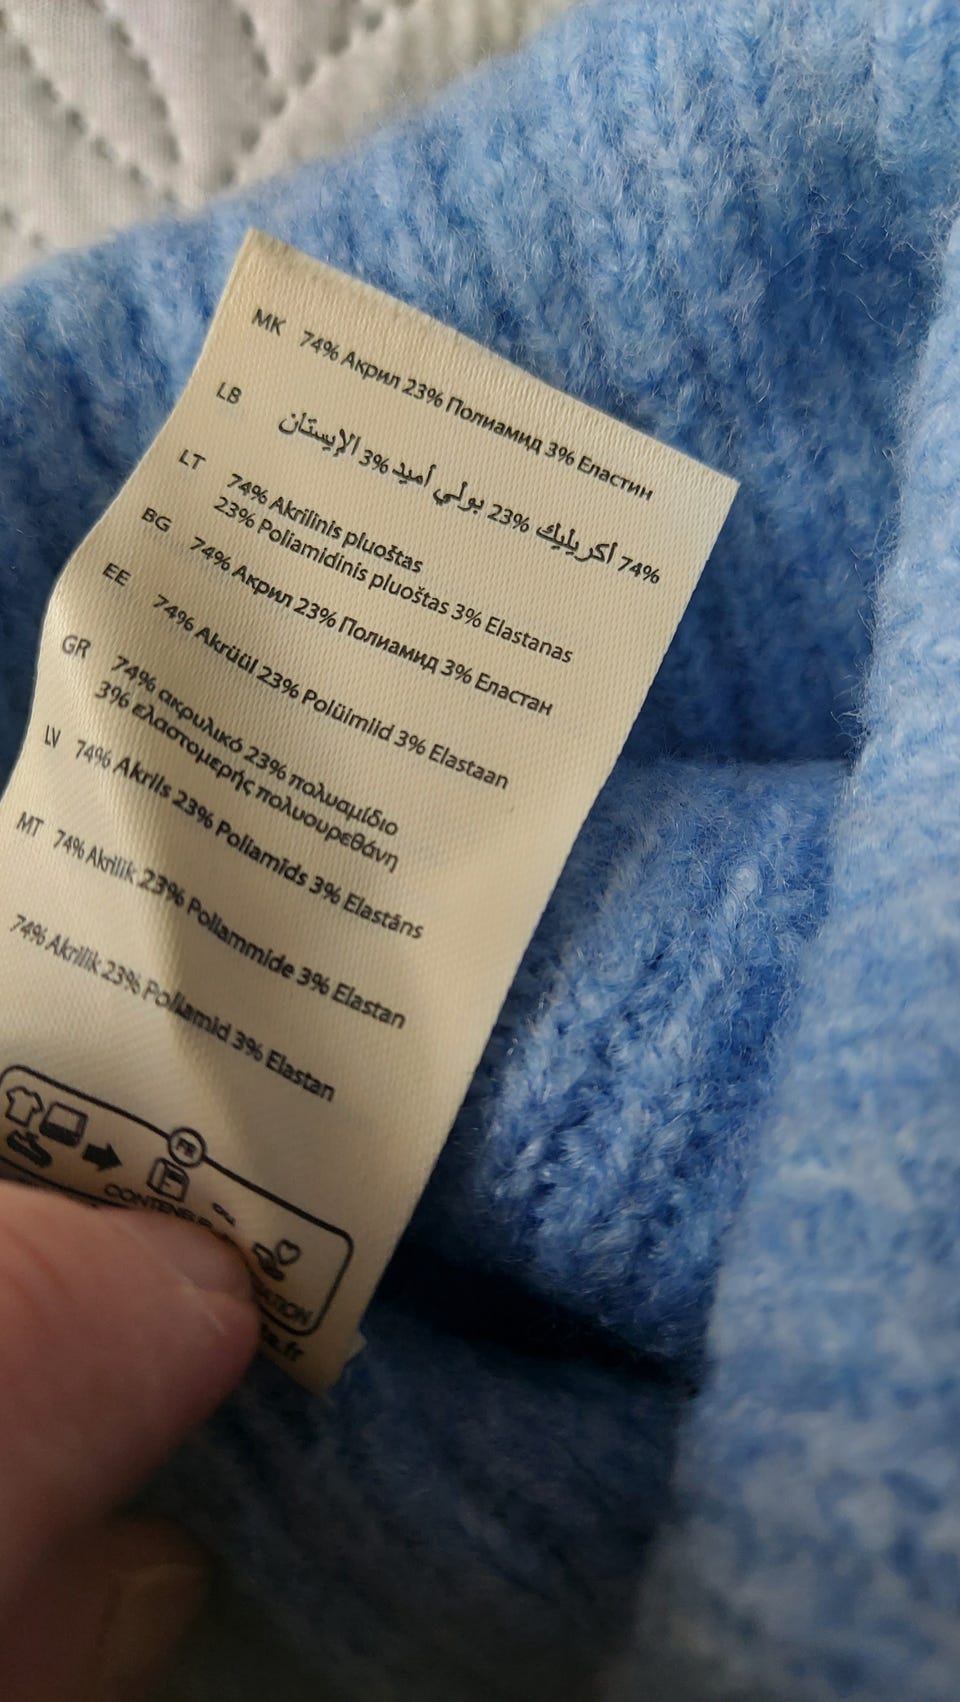 MK 74% Акрил 23% Полиамид 3% Еластин
LB 74% أكريليك 23% بولي أميد 3% الإيستان
LT 74% Akrilinis pluoštas
23% Poliamidinis pluoštas 3% Elastanas
BG 74% Акрил 23% Полиамид 3% Еластан
EE 74% Akrüül 23% Polüimiid 3% Elastaan
GR 74% ακρυλικό 23% πολυαμίδιο
3% ελαστομερής πολυουρεθάνη
LV 74% Akrils 23% Poliamīds 3% Elastāns
MT 74% Akrilik 23% Poliammide 3% Elastan
74% Akrilik 23% Poliamid 3% Elastan
FR